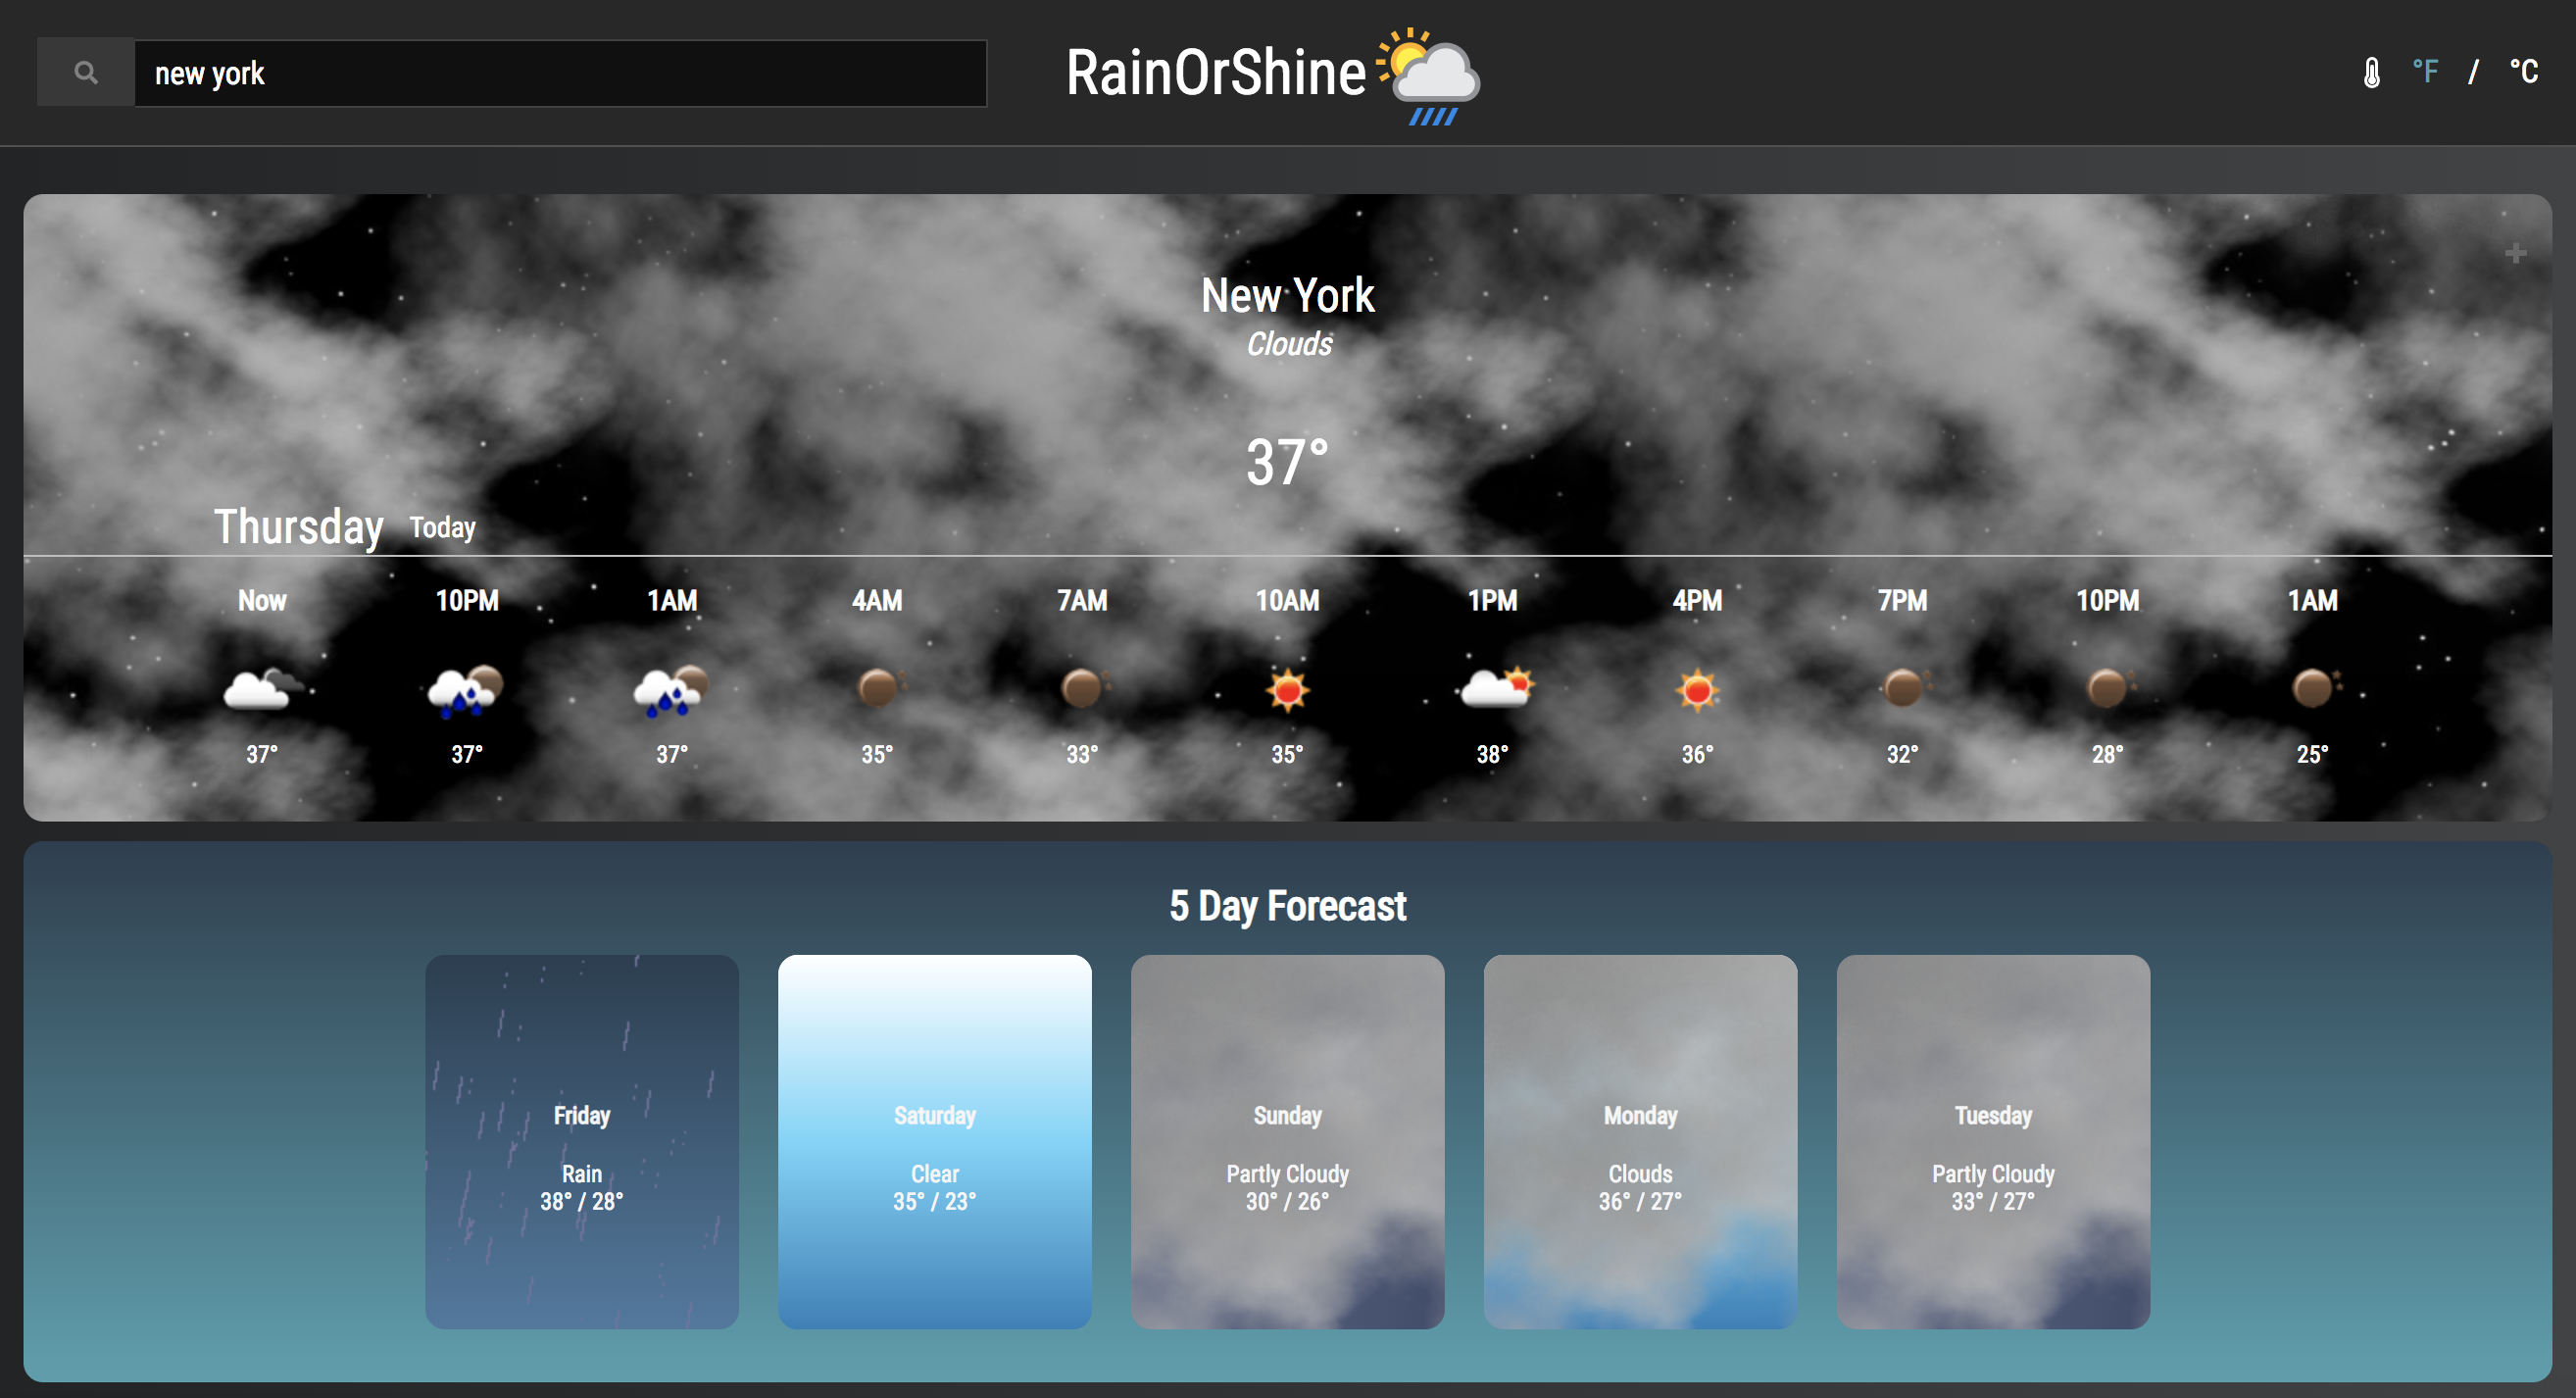 new york
RainOrShine
°F / °C
New York
Clouds
37°
Thursday Today
Now 10PM 1AM 4AM 7AM 10AM 1PM 4PM 7PM 10PM 1AM
37° 37° 37° 35° 33° 35° 38° 36° 32° 28° 25°
5 Day Forecast
Friday
Rain
38° / 28°
Saturday
Clear
35° / 23°
Sunday
Partly Cloudy
30° / 26°
Monday
Clouds
36° / 27°
Tuesday
Partly Cloudy
33° / 27°